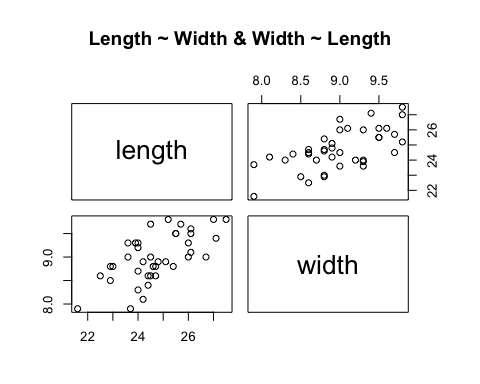 Length ~ Width & Width ~ Length
8.0 8.5 9.0 9.5
length
22 24 26
8.0 9.0
width
22 24 26